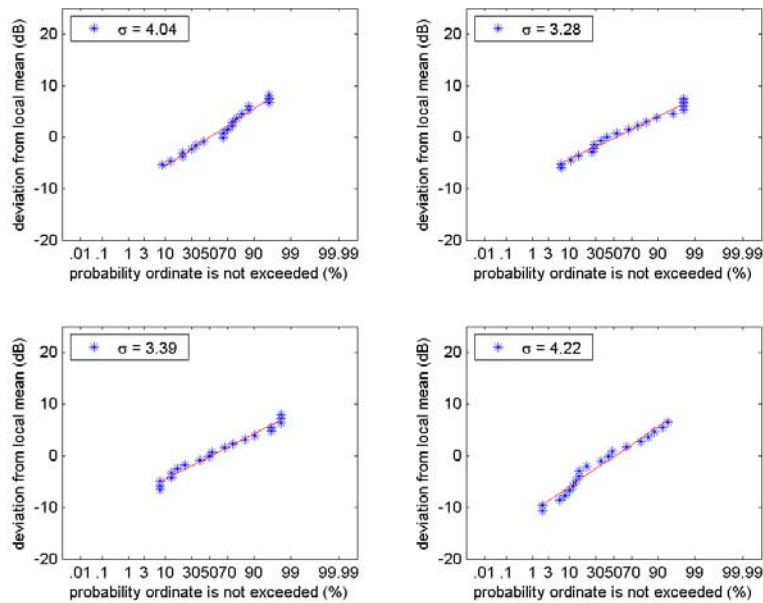 σ = 4.04
20
10
0
-10
-20
deviation from local mean (dB)
.01 .1 1 3 10 305070 90 99 99.99
probability ordinate is not exceeded (%)
σ = 3.28
20
10
0
-10
-20
deviation from local mean (dB)
.01 .1 1 3 10 305070 90 99 99.99
probability ordinate is not exceeded (%)
σ = 3.39
20
10
0
-10
-20
deviation from local mean (dB)
.01 .1 1 3 10 305070 90 99 99.99
probability ordinate is not exceeded (%)
σ = 4.22
20
10
0
-10
-20
deviation from local mean (dB)
.01 .1 1 3 10 305070 90 99 99.99
probability ordinate is not exceeded (%)